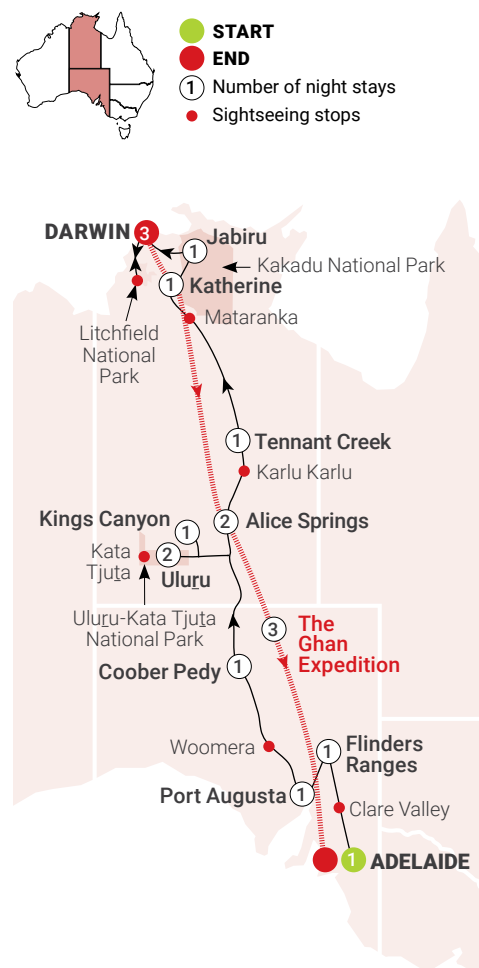 START
END
1 Number of night stays
Sightseeing stops
DARWIN 3
1 Jabiru
Kakadu National Park
1 Katherine
Mataranka
Litchfield
National
Park
1 Tennant Creek
Karlu Karlu
Kings Canyon 1
2 Alice Springs
Kata
Tjuṯa
2
Uluṟu
Uluṟu-Kata Tjuṯa
National Park
3 The
Ghan
Expedition
Coober Pedy 1
Woomera
1 Flinders
Ranges
Port Augusta 1
Clare Valley
1 ADELAIDE